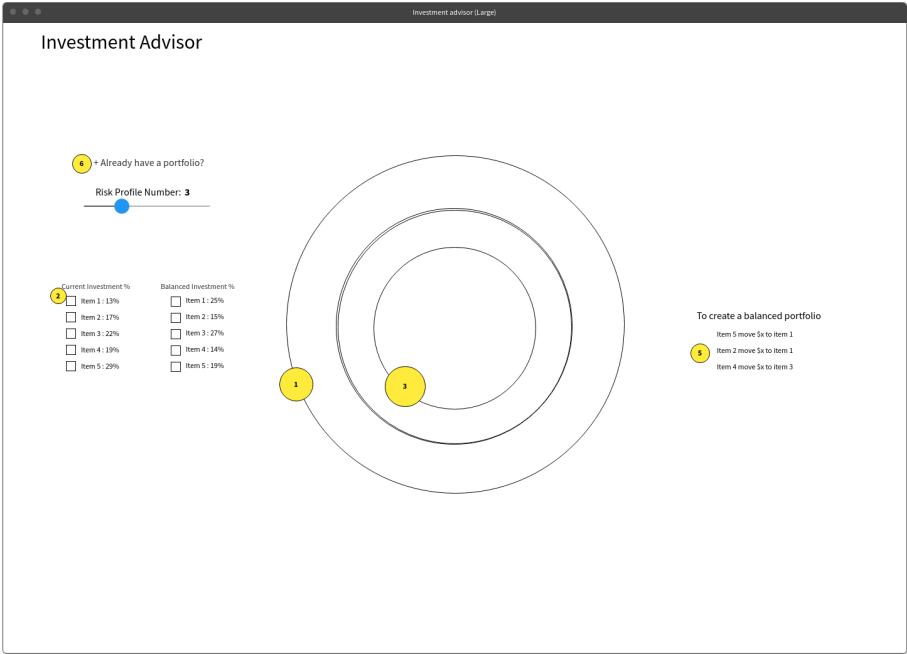 Investment advisor (Large)
Investment Advisor
6 + Already have a portfolio?
Risk Profile Number: 3
Current Investment %
2
Item 1 : 13%
Item 2 : 17%
Item 3 : 22%
Item 4 : 19%
Item 5 : 29%
Balanced Investment %
Item 1 : 25%
Item 2 : 15%
Item 3 : 27%
Item 4 : 14%
Item 5 : 19%
1
3
To create a balanced portfolio
Item 5 move $x to item 1
5 Item 2 move $x to item 1
Item 4 move $x to item 3